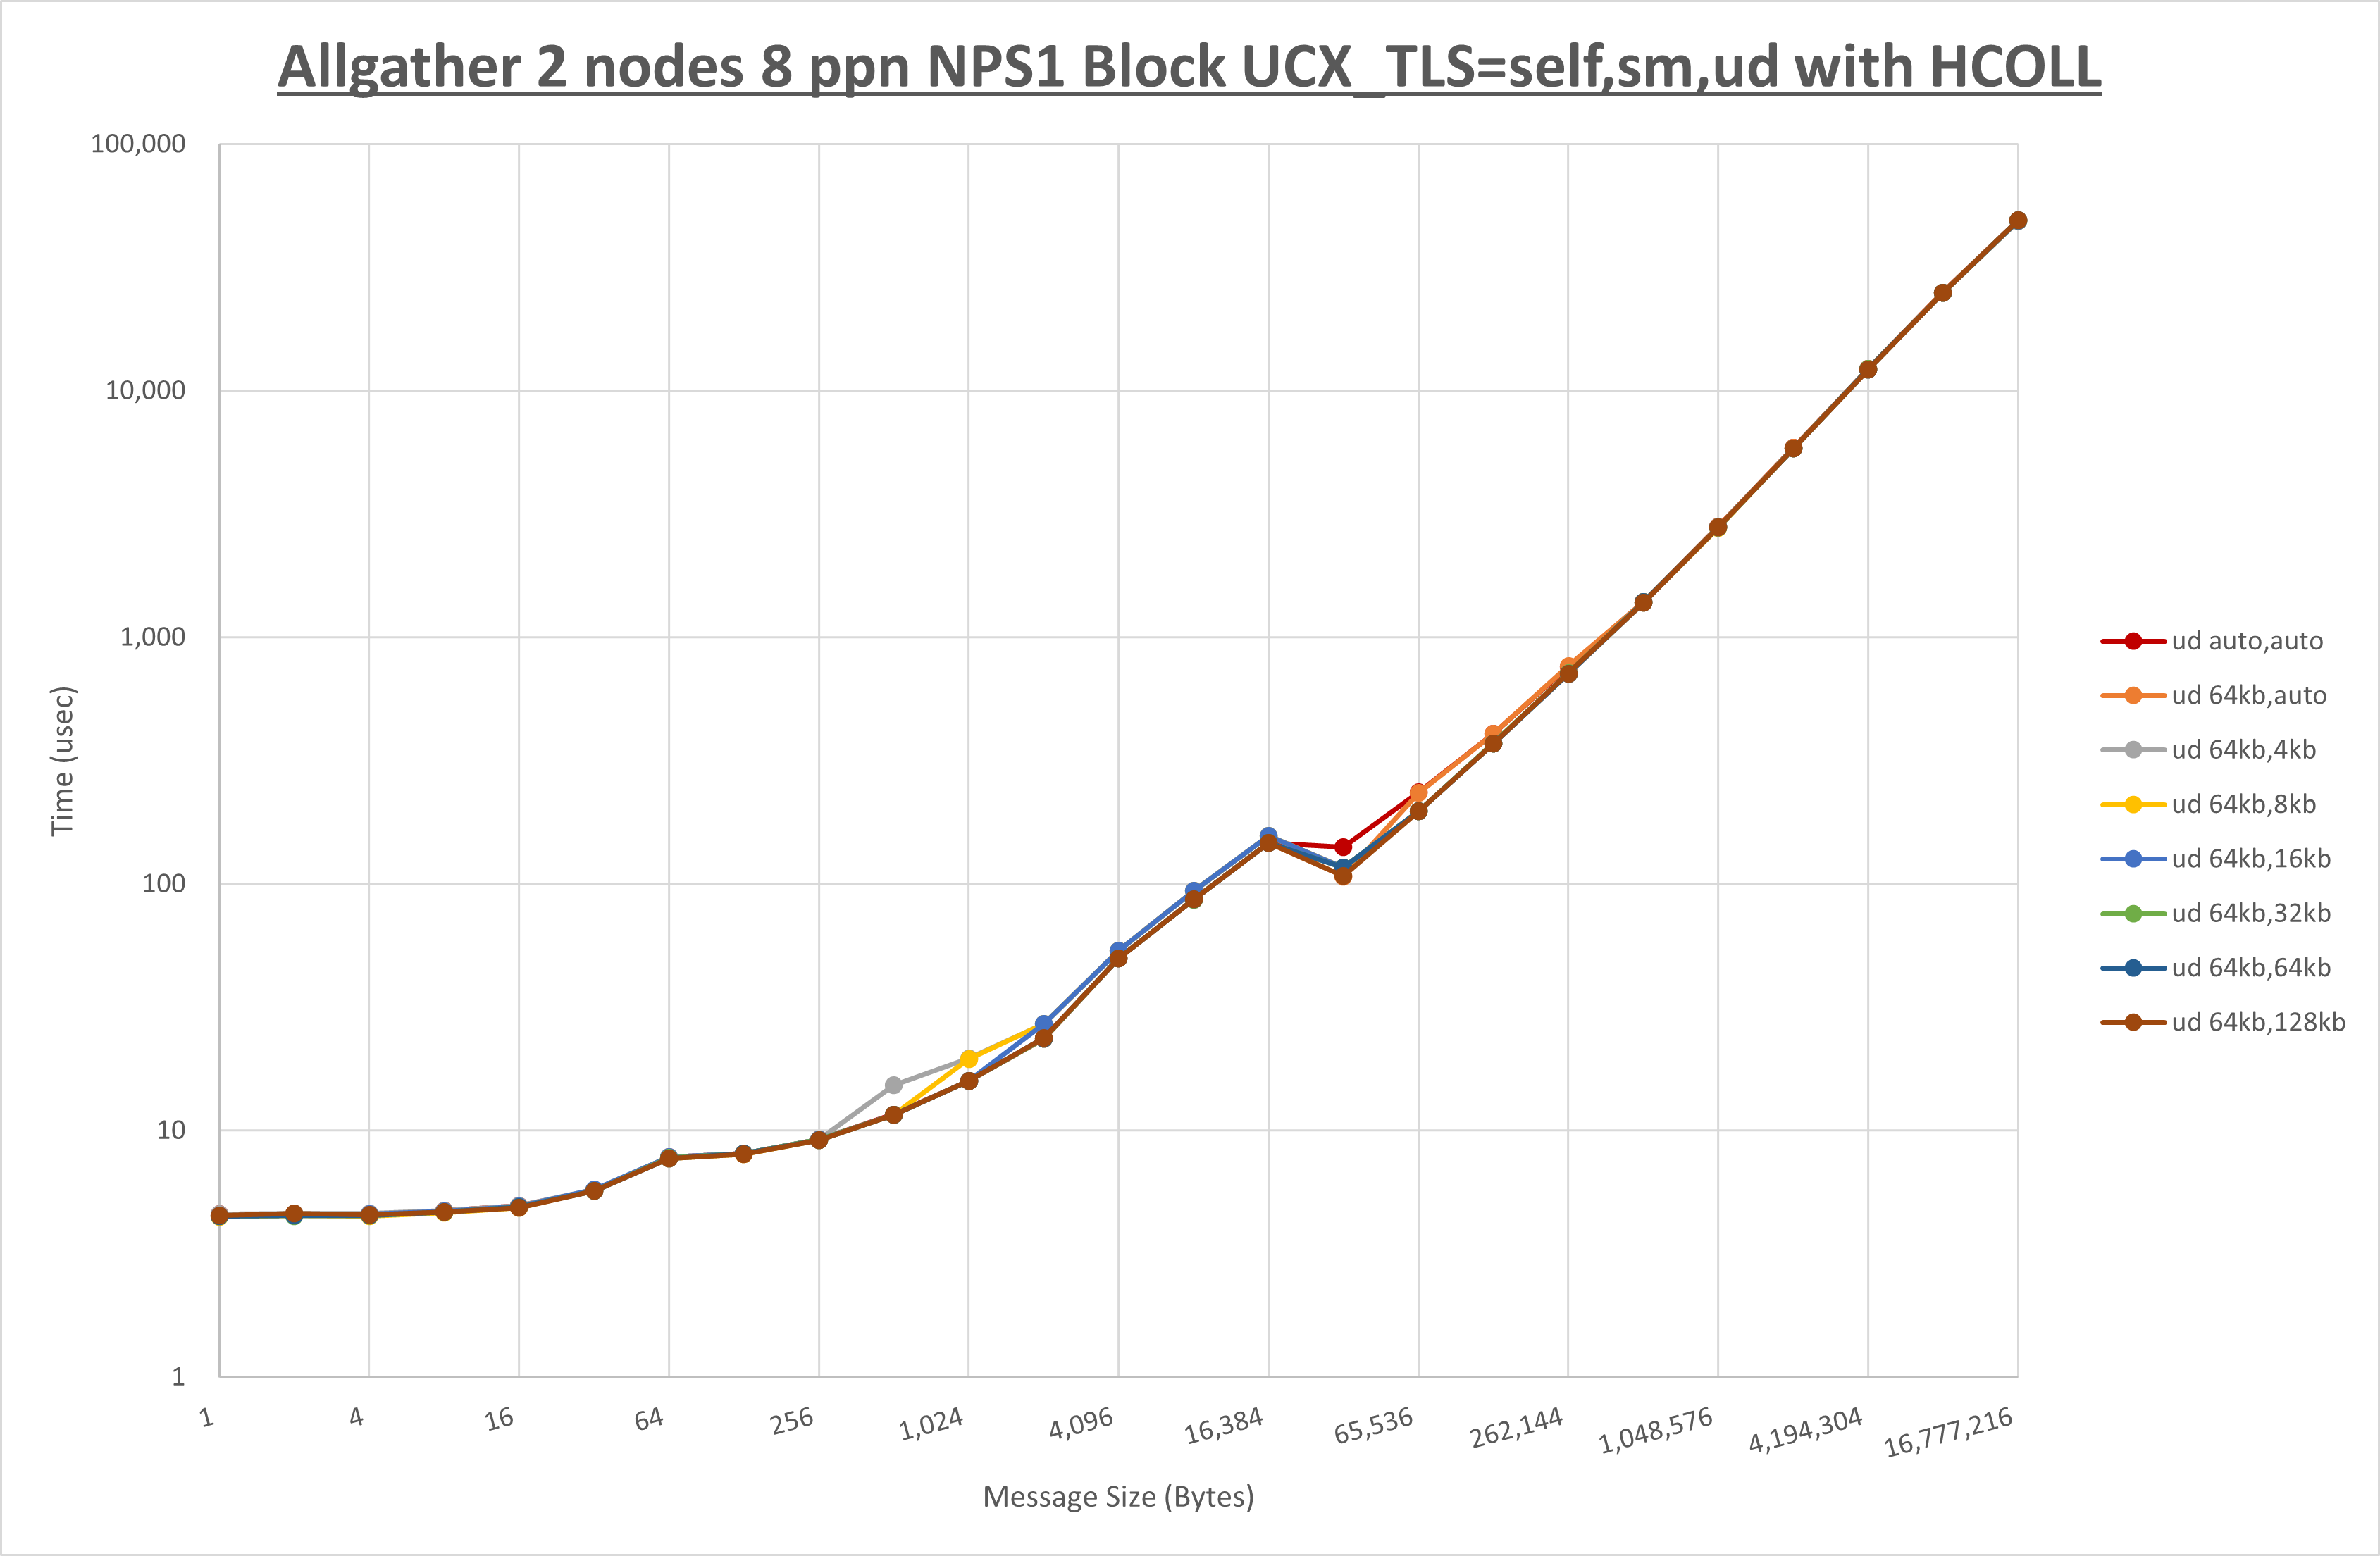 Allgather 2 nodes 8 ppn NPS1 Block UCX_TLS=self,sm,ud with HCOLL
100,000
10,000
1,000
100
10
1
Time (usec)
1
4
16
64
256
1,024
4,096
16,384
65,536
262,144
1,048,576
4,194,304
16,777,216
Message Size (Bytes)
ud auto,auto
ud 64kb,auto
ud 64kb,4kb
ud 64kb,8kb
ud 64kb,16kb
ud 64kb,32kb
ud 64kb,64kb
ud 64kb,128kb